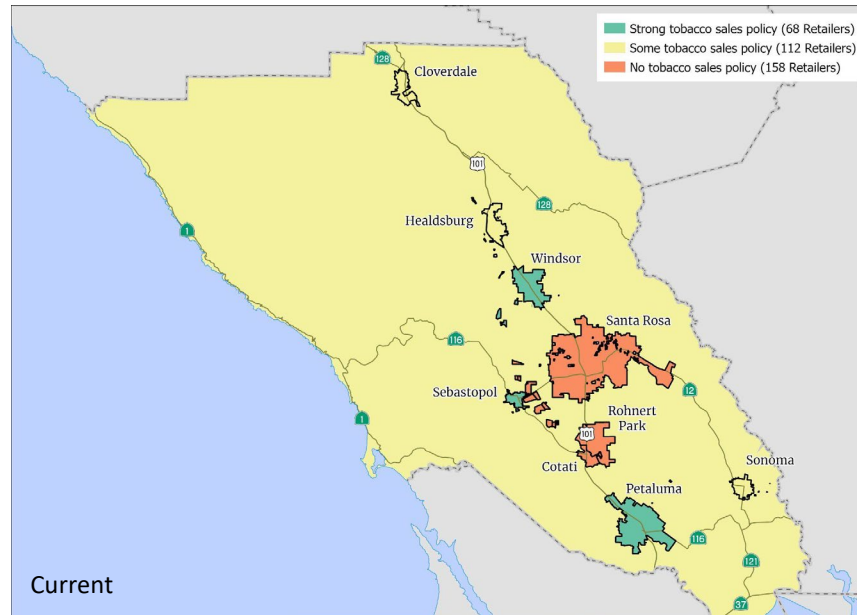 Strong tobacco sales policy (68 Retailers)
Some tobacco sales policy (112 Retailers)
No tobacco sales policy (158 Retailers)
128
Cloverdale
101
128
Healdsburg
1
Windsor
Santa Rosa
116
Sebastopol
12
1
Rohnert
Park
101
Cotati
Sonoma
Petaluma
116
121
Current
37